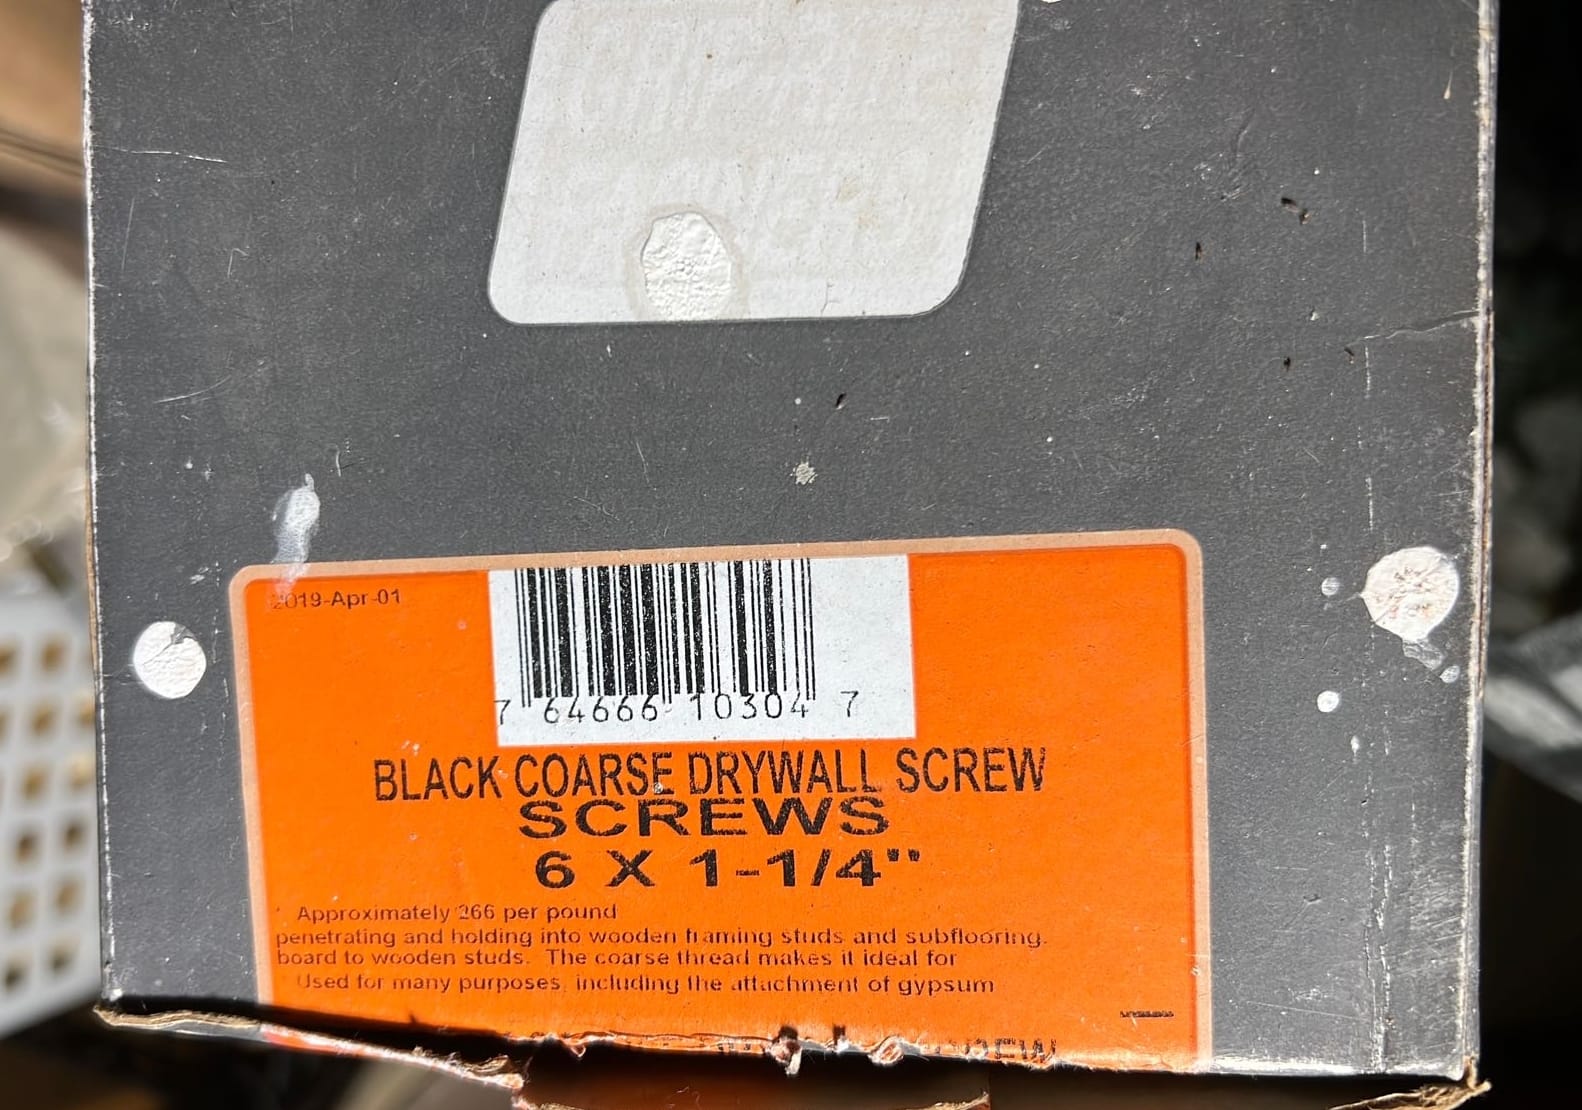 2019-Apr-01
7 64666 10304 7
BLACK COARSE DRYWALL SCREW
SCREWS
6 X 1-1/4"
Approximately 266 per pound
penetrating and holding into wooden framing studs and subflooring.
board to wooden studs. The coarse thread makes it ideal for
Used for many purposes, including the attachment of gypsum